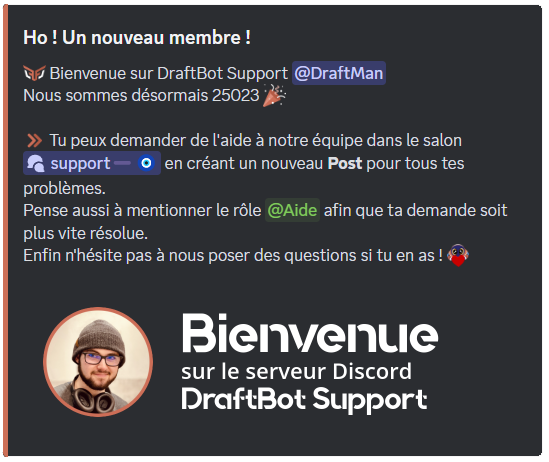 Ho ! Un nouveau membre !
Bienvenue sur DraftBot Support @DraftMan
Nous sommes désormais 25023
Tu peux demander de l'aide à notre équipe dans le salon
support en créant un nouveau Post pour tous tes
problèmes.
Pense aussi à mentionner le rôle @Aide afin que ta demande soit
plus vite résolue.
Enfin n'hésite pas à nous poser des questions si tu en as !
Bienvenue
sur le serveur Discord
DraftBot Support